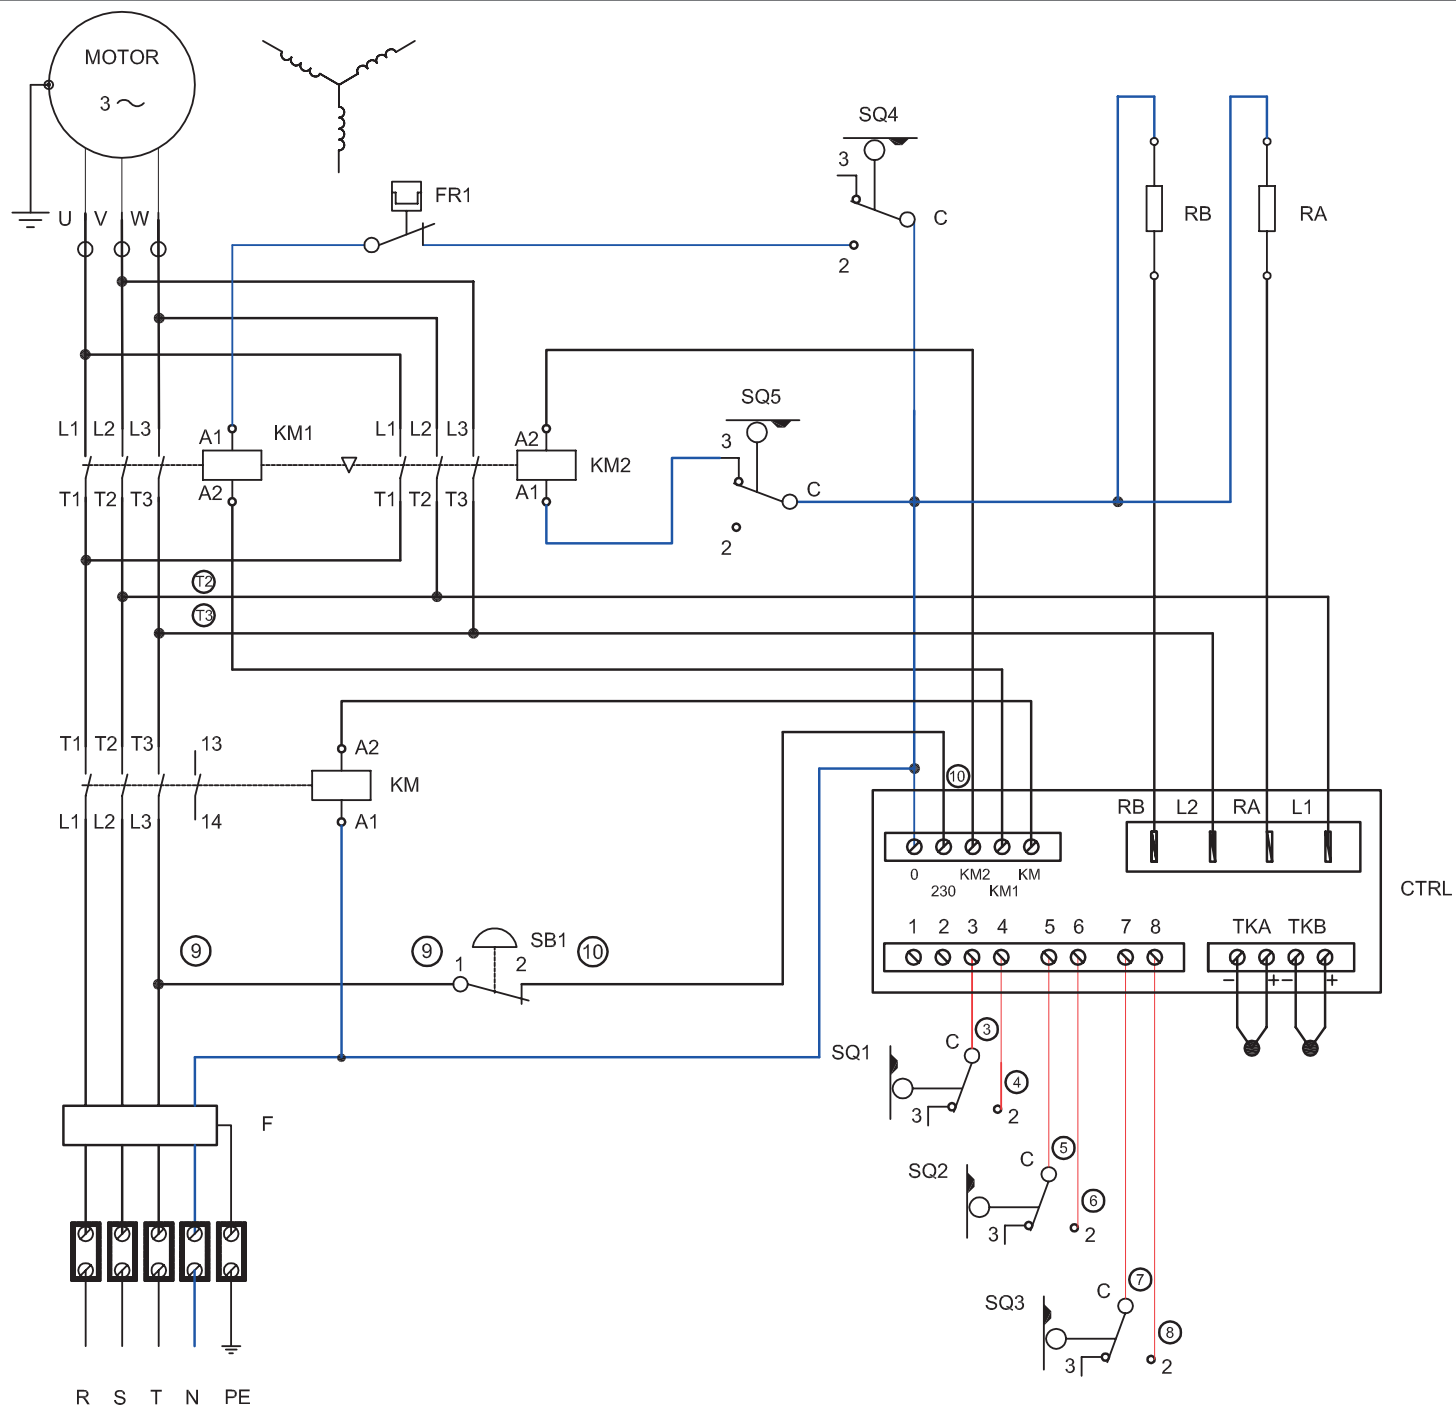 MOTOR
3
SQ4
3
FR1
RB
RA
U V W
C
2
SQ5
L1 L2 L3
A1
KM1
L1 L2 L3
A2
3
KM2
A2
A1
C
T1 T2 T3
T1 T2 T3
2
T2
T3
T1 T2 T3 13
A2
10
KM
RB L2 RA L1
L1 L2 L3 14
A1
0 KM2 KM
230 KM1
CTRL
1 2 3 4 5 6 7 8
TKA TKB
9
9
1
2
SB1
10
− + − +
3
C
SQ1
4
3
2
F
5
C
SQ2
6
3
2
7
C
SQ3
8
3
2
R S T N PE